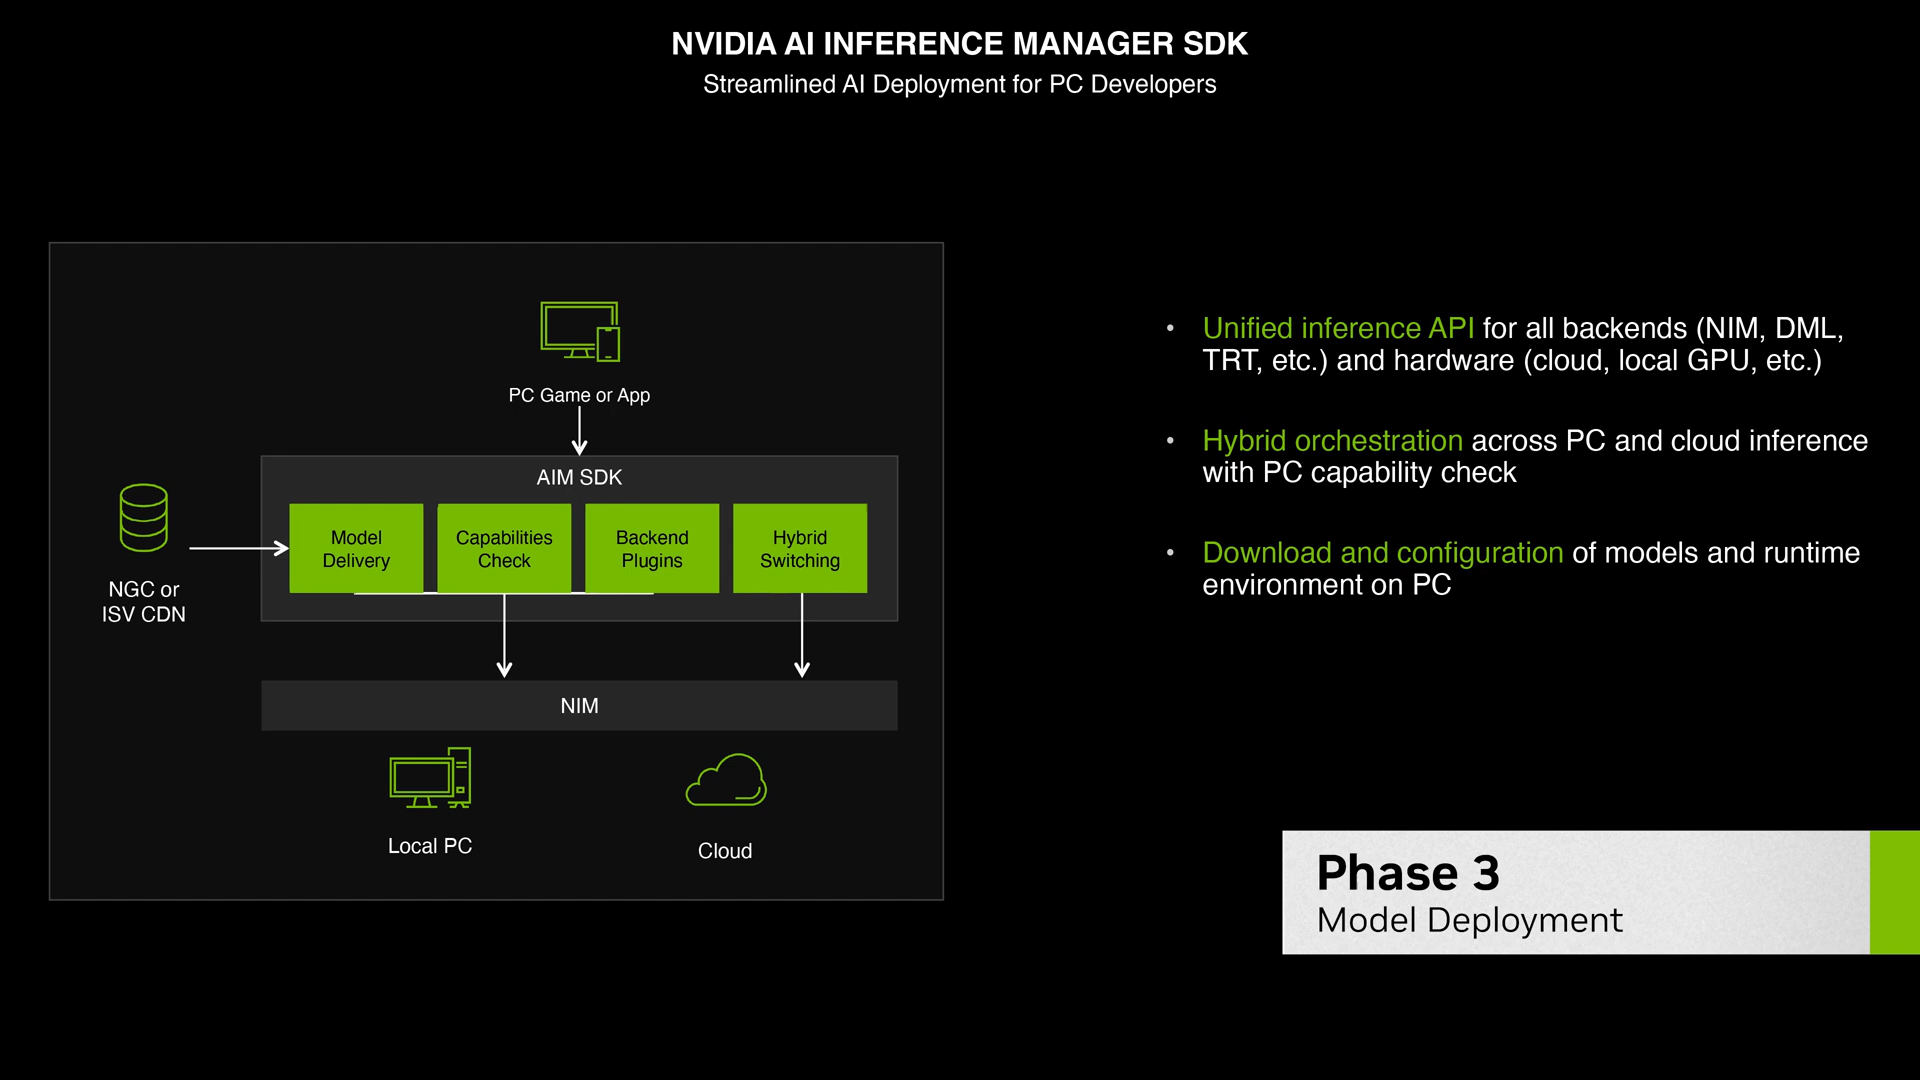 NVIDIA AI INFERENCE MANAGER SDK
Streamlined AI Deployment for PC Developers
PC Game or App
AIM SDK
Model
Delivery
Capabilities
Check
Backend
Plugins
Hybrid
Switching
NGC or
ISV CDN
NIM
Local PC
Cloud
• Unified inference API for all backends (NIM, DML,
TRT, etc.) and hardware (cloud, local GPU, etc.)
• Hybrid orchestration across PC and cloud inference
with PC capability check
• Download and configuration of models and runtime
environment on PC
Phase 3
Model Deployment